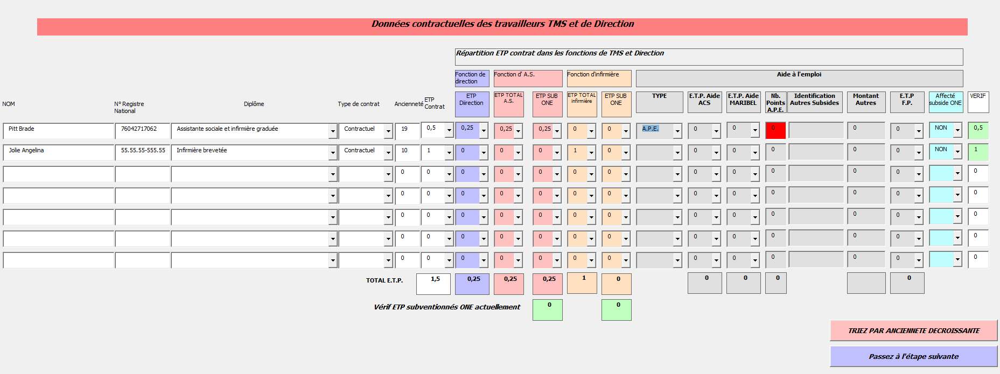 Données contractuelles des travailleurs TMS et de Direction
Répartition ETP contrat dans les fonctions de TMS et Direction
Fonction de direction
Fonction d' A.S.
Fonction d'infirmière
Aide à l'emploi
NOM
N° Registre National
Diplôme
Type de contrat
Ancienneté
ETP Contrat
ETP Diirection
ETP TOTAL A.S.
ETP SUB ONE
ETP TOTAL infirmière
ETP SUB ONE
TYPE
E.T.P. Aide ACS
E.T.P. Aide MARIBEL
Nb. Points A.P.E.
Identification Autres Subsides
Montant Autres
E.T.P F.P.
Affecté subside ONE
VERIF
Pitt Brade 76042717062 Assistante sociale et infirmière graduée Contractuel 19 0,5 0,25 0,25 0,25 0 0 A.P.E. 0 0 0 0 0 NON 0,5
Jolie Angelina 55.55.55-555.55 Infirmière brevetée Contractuel 10 1 0 0 0 1 0 0 0 0 0 0 NON 1
0 0 0 0 0 0 0 0 0 0 0 0 0
0 0 0 0 0 0 0 0 0 0 0 0 0
0 0 0 0 0 0 0 0 0 0 0 0 0
0 0 0 0 0 0 0 0 0 0 0 0 0
0 0 0 0 0 0 0 0 0 0 0 0 0
TOTAL E.T.P. 1,5 0,25 0,25 0,25 1 0 0 0 0 0
Vérif ETP subventionnés ONE actuellement 0 0
TRIEZ PAR ANCIENNETE DECROISSANTE
Passez à l'étape suivante